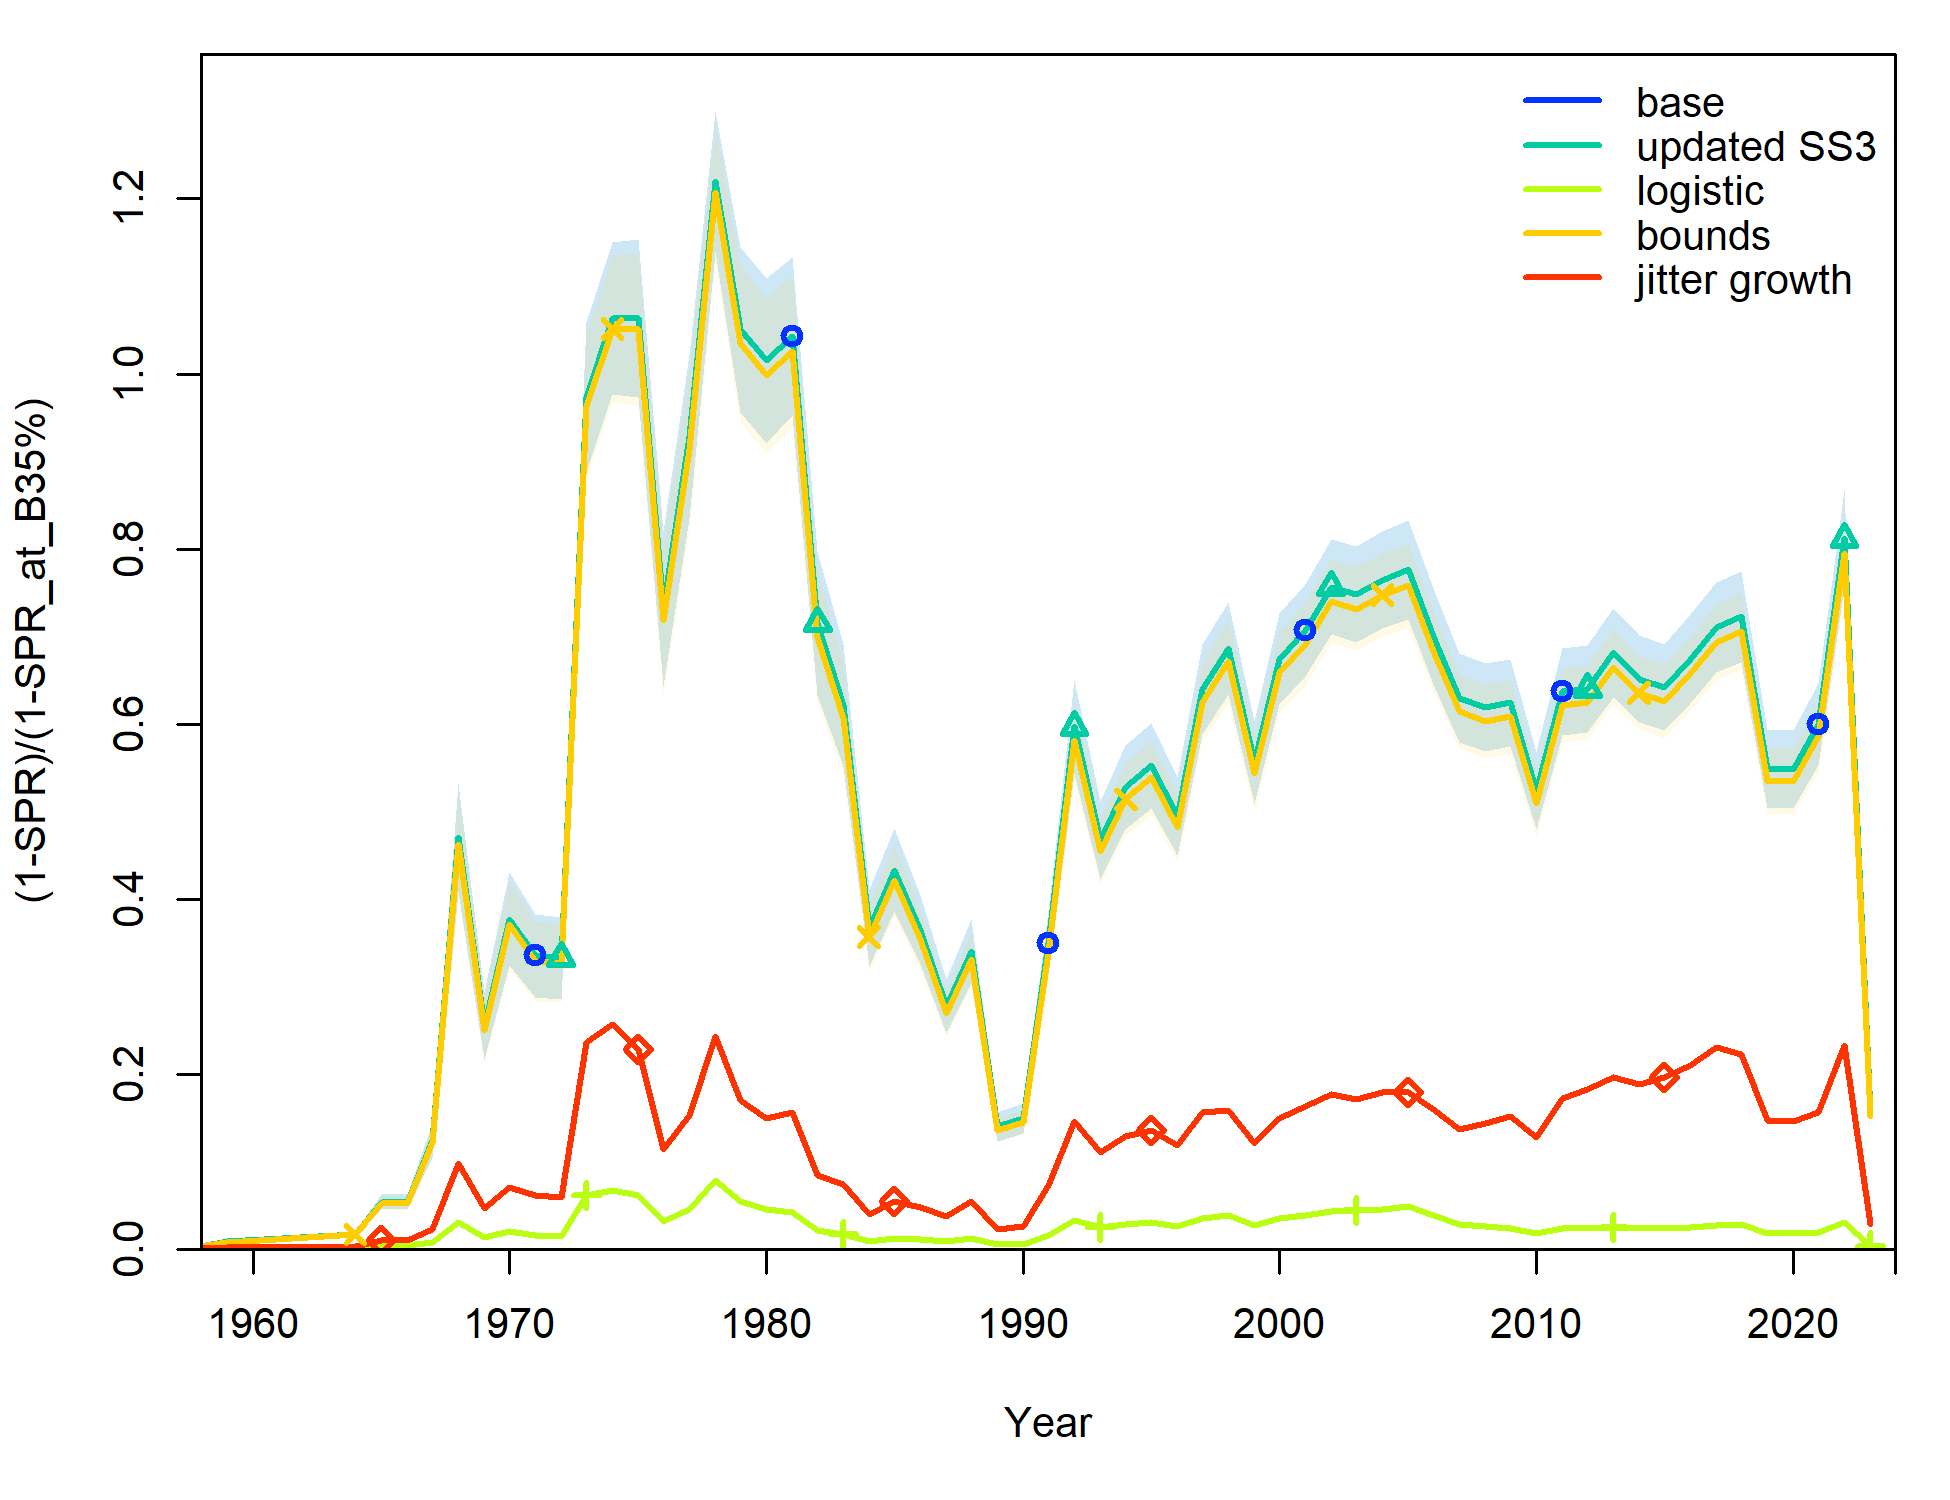 base
updated SS3
logistic
bounds
jitter growth
(1-SPR)/(1-SPR_at_B35%)
1.2
1.0
0.8
0.6
0.4
0.2
0.0
1960 1970 1980 1990 2000 2010 2020
Year